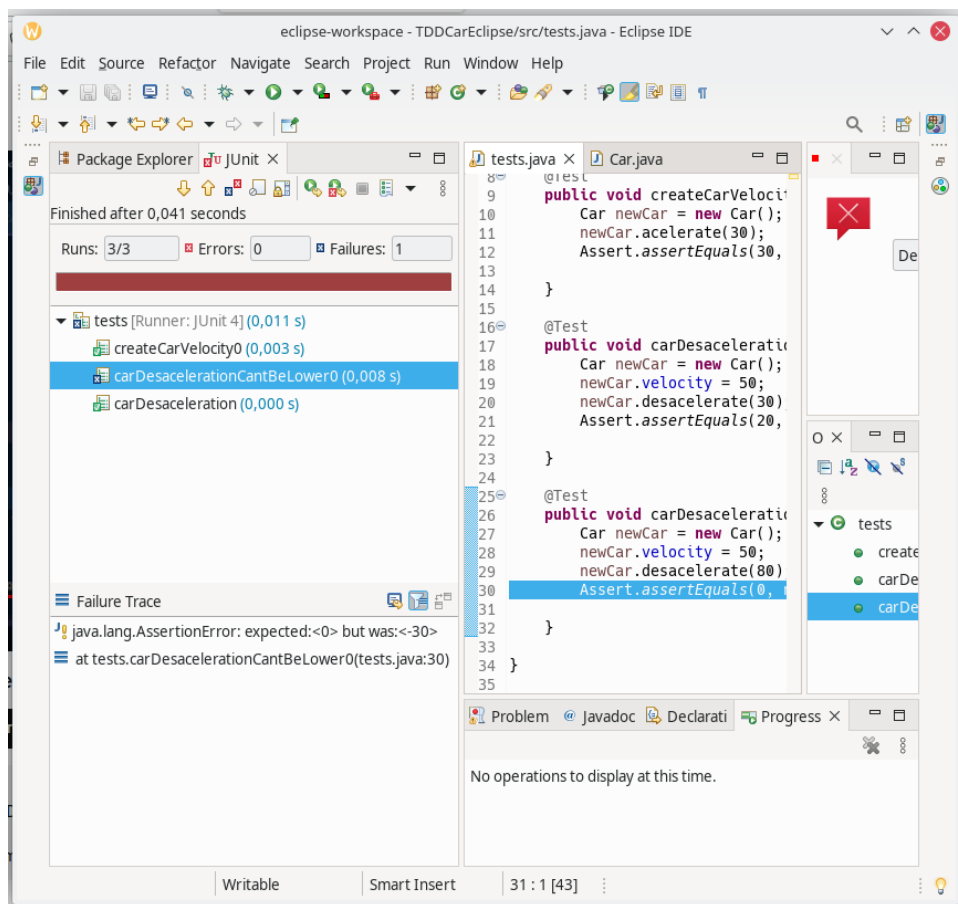 eclipse-workspace - TDDCarEclipse/src/tests.java - Eclipse IDE
File Edit Source Refactor Navigate Search Project Run Window Help
Package Explorer JUnit
Finished after 0,041 seconds
Runs: 3/3 Errors: 0 Failures: 1
tests [Runner: JUnit 4] (0,011 s)
createCarVelocity0 (0,003 s)
carDesacelerationCantBeLower0 (0,008 s)
carDesaceleration (0,000 s)
Failure Trace
java.lang.AssertionError: expected:<0> but was:<-30>
at tests.carDesacelerationCantBeLower0(tests.java:30)
tests.java Car.java
8 @Test
9 public void createCarVelocit
10 Car newCar = new Car();
11 newCar.acelerate(30);
12 Assert.assertEquals(30,
13
14 }
15
16 @Test
17 public void carDesaceleratio
18 Car newCar = new Car();
19 newCar.velocity = 50;
20 newCar.desacelerate(30)
21 Assert.assertEquals(20,
22
23 }
24
25 @Test
26 public void carDesaceleratio
27 Car newCar = new Car();
28 newCar.velocity = 50;
29 newCar.desacelerate(80)
30 Assert.assertEquals(0,
31
32 }
33
34 }
35
De
O
tests
create
carDe
carDe
Problem Javadoc Declarati Progress
No operations to display at this time.
Writable Smart Insert 31 : 1 [43]